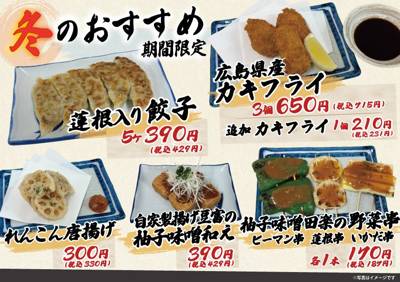 冬のおすすめ
期間限定
蓮根入り餃子
5ヶ390円
(税込429円)
広島県産
カキフライ
3個650円(税込715円)
追加カキフライ1個210円
(税込231円)
れんこん唐揚げ
300円
(税込330円)
自家製揚げ豆富の
柚子味噌和え
390円
(税込429円)
柚子味噌田楽の野菜串
ピーマン串 蓮根串 いかだ串
各1本170円
(税込187円)
※写真はイメージです